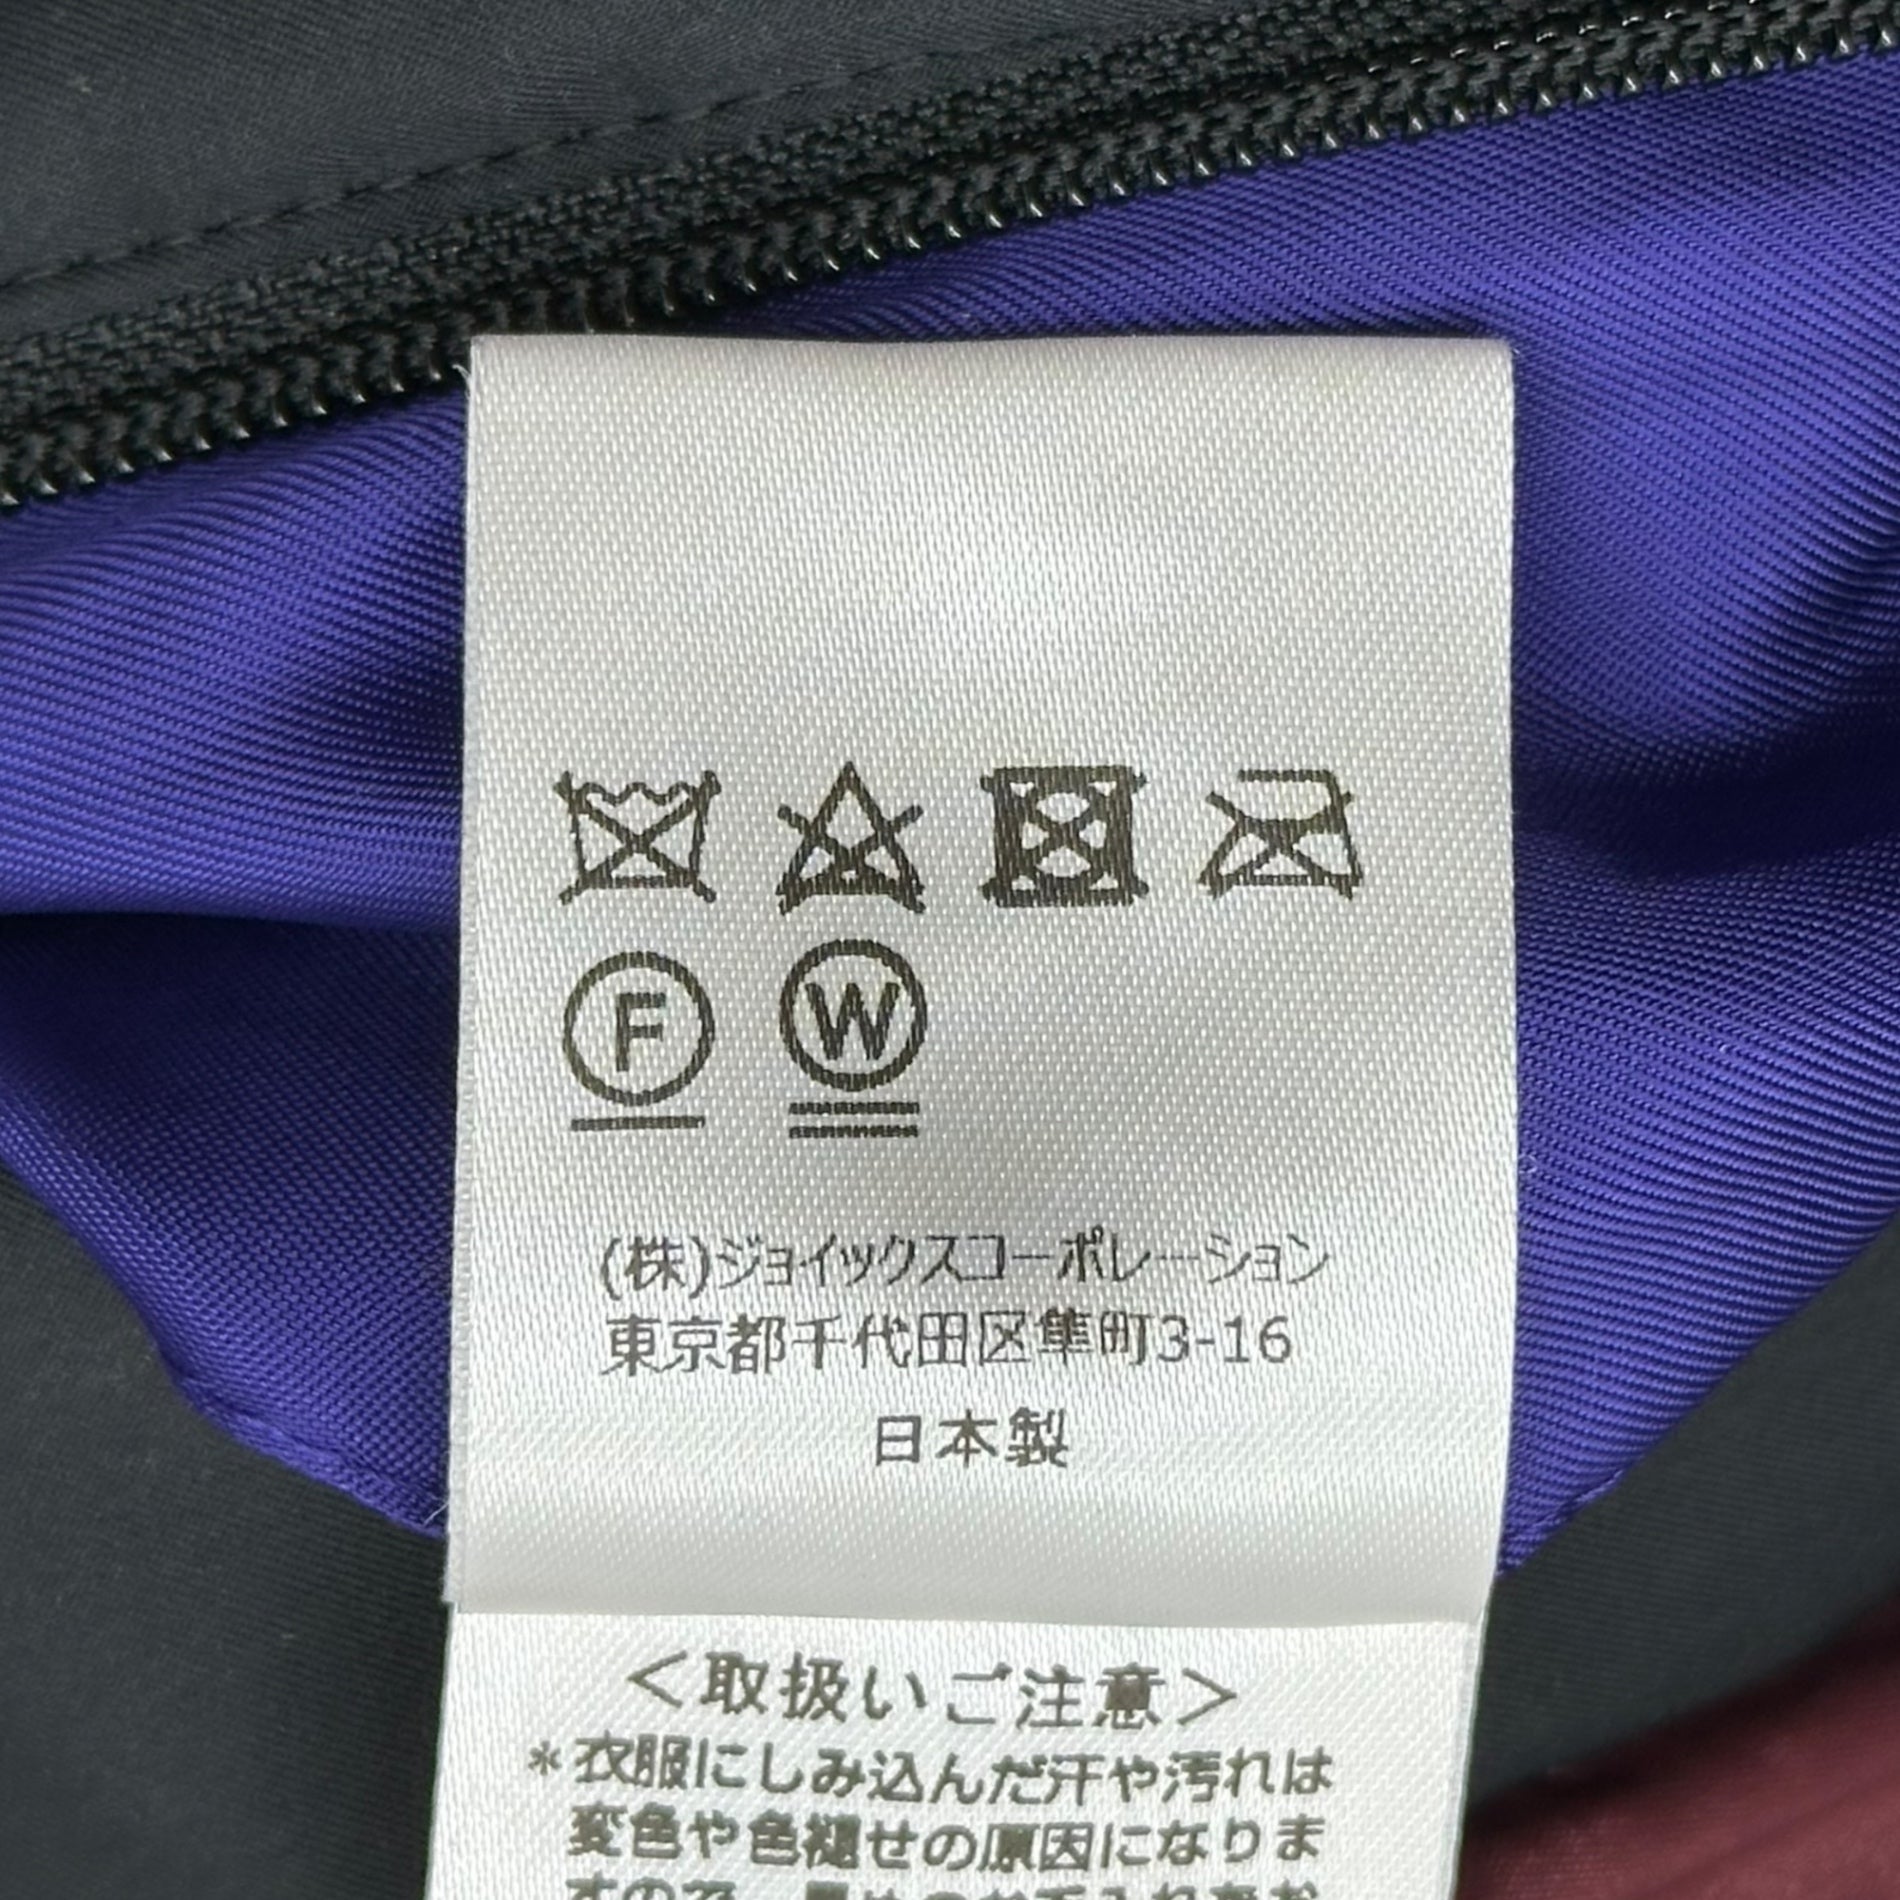 F W
(株)ジョイックスコーポレーション
東京都千代田区隼町3-16
日本製
＜取扱いご注意＞
*衣服にしみ込んだ汗や汚れは
変色や色褪せの原因になりま
すので、